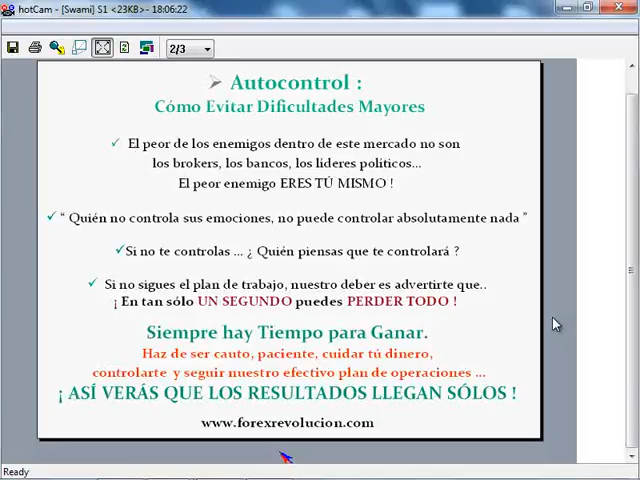 hotCam - [Swami] S1 <23KB> - 18:06:22
2/3
Autocontrol :
Cómo Evitar Dificultades Mayores
El peor de los enemigos dentro de este mercado no son
los brokers, los bancos, los lideres politicos...
El peor enemigo ERES TÚ MISMO !
“ Quién no controla sus emociones, no puede controlar absolutamente nada ”
Si no te controlas ... ¿ Quién piensas que te controlará ?
Si no sigues el plan de trabajo, nuestro deber es advertirte que..
¡ En tan sólo UN SEGUNDO puedes PERDER TODO !
Siempre hay Tiempo para Ganar.
Haz de ser cauto, paciente, cuidar tú dinero,
controlarte y seguir nuestro efectivo plan de operaciones ...
¡ ASÍ VERÁS QUE LOS RESULTADOS LLEGAN SÓLOS !
www.forexrevolucion.com
Ready